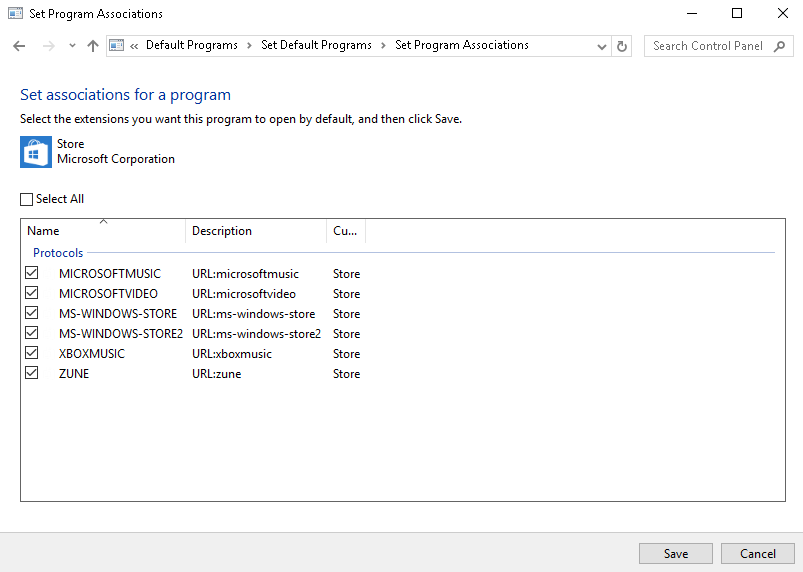 Set Program Associations
« Default Programs > Set Default Programs > Set Program Associations
Search Control Panel
Set associations for a program
Select the extensions you want this program to open by default, and then click Save.
Store
Microsoft Corporation
Select All
Name Description Cu...
Protocols
MICROSOFTMUSIC URL:microsoftmusic Store
MICROSOFTVIDEO URL:microsoftvideo Store
MS-WINDOWS-STORE URL:ms-windows-store Store
MS-WINDOWS-STORE2 URL:ms-windows-store2 Store
XBOXMUSIC URL:xboxmusic Store
ZUNE URL:zune Store
Save Cancel